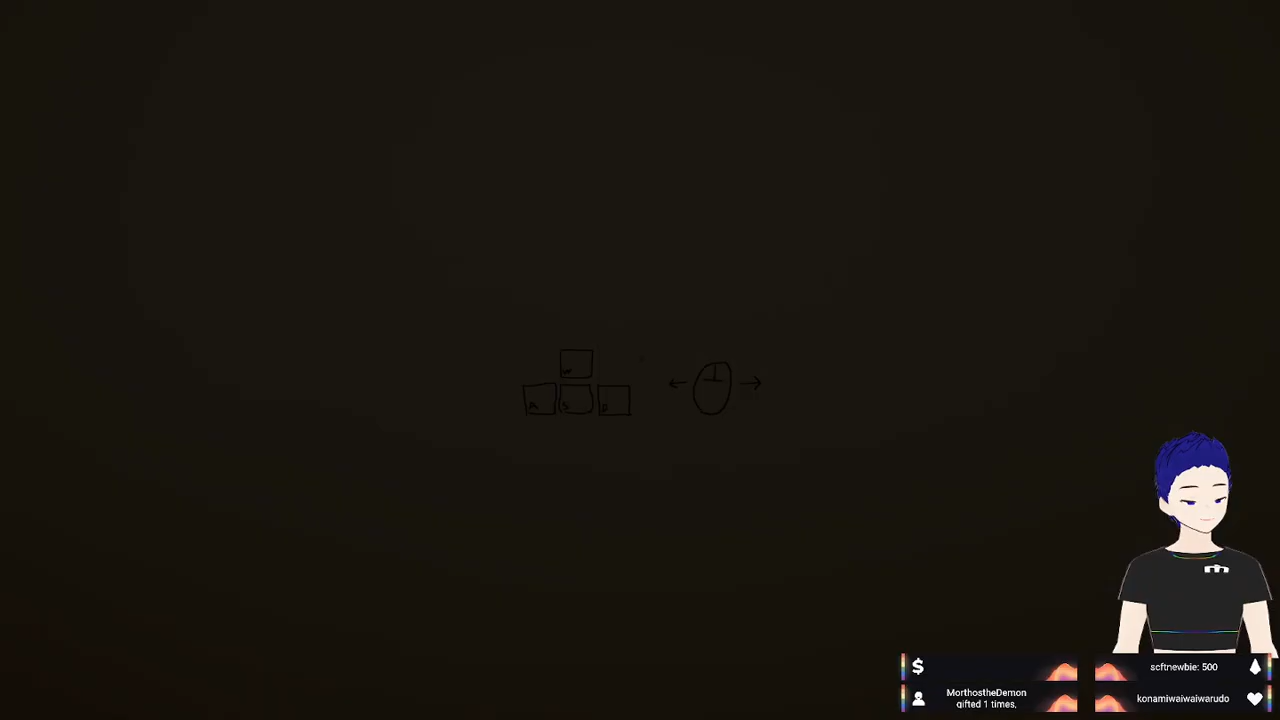 W
A S D
$
scftnewbie: 500
MorthostheDemon
gifted 1 times,
konamiwaiwaiwarudo